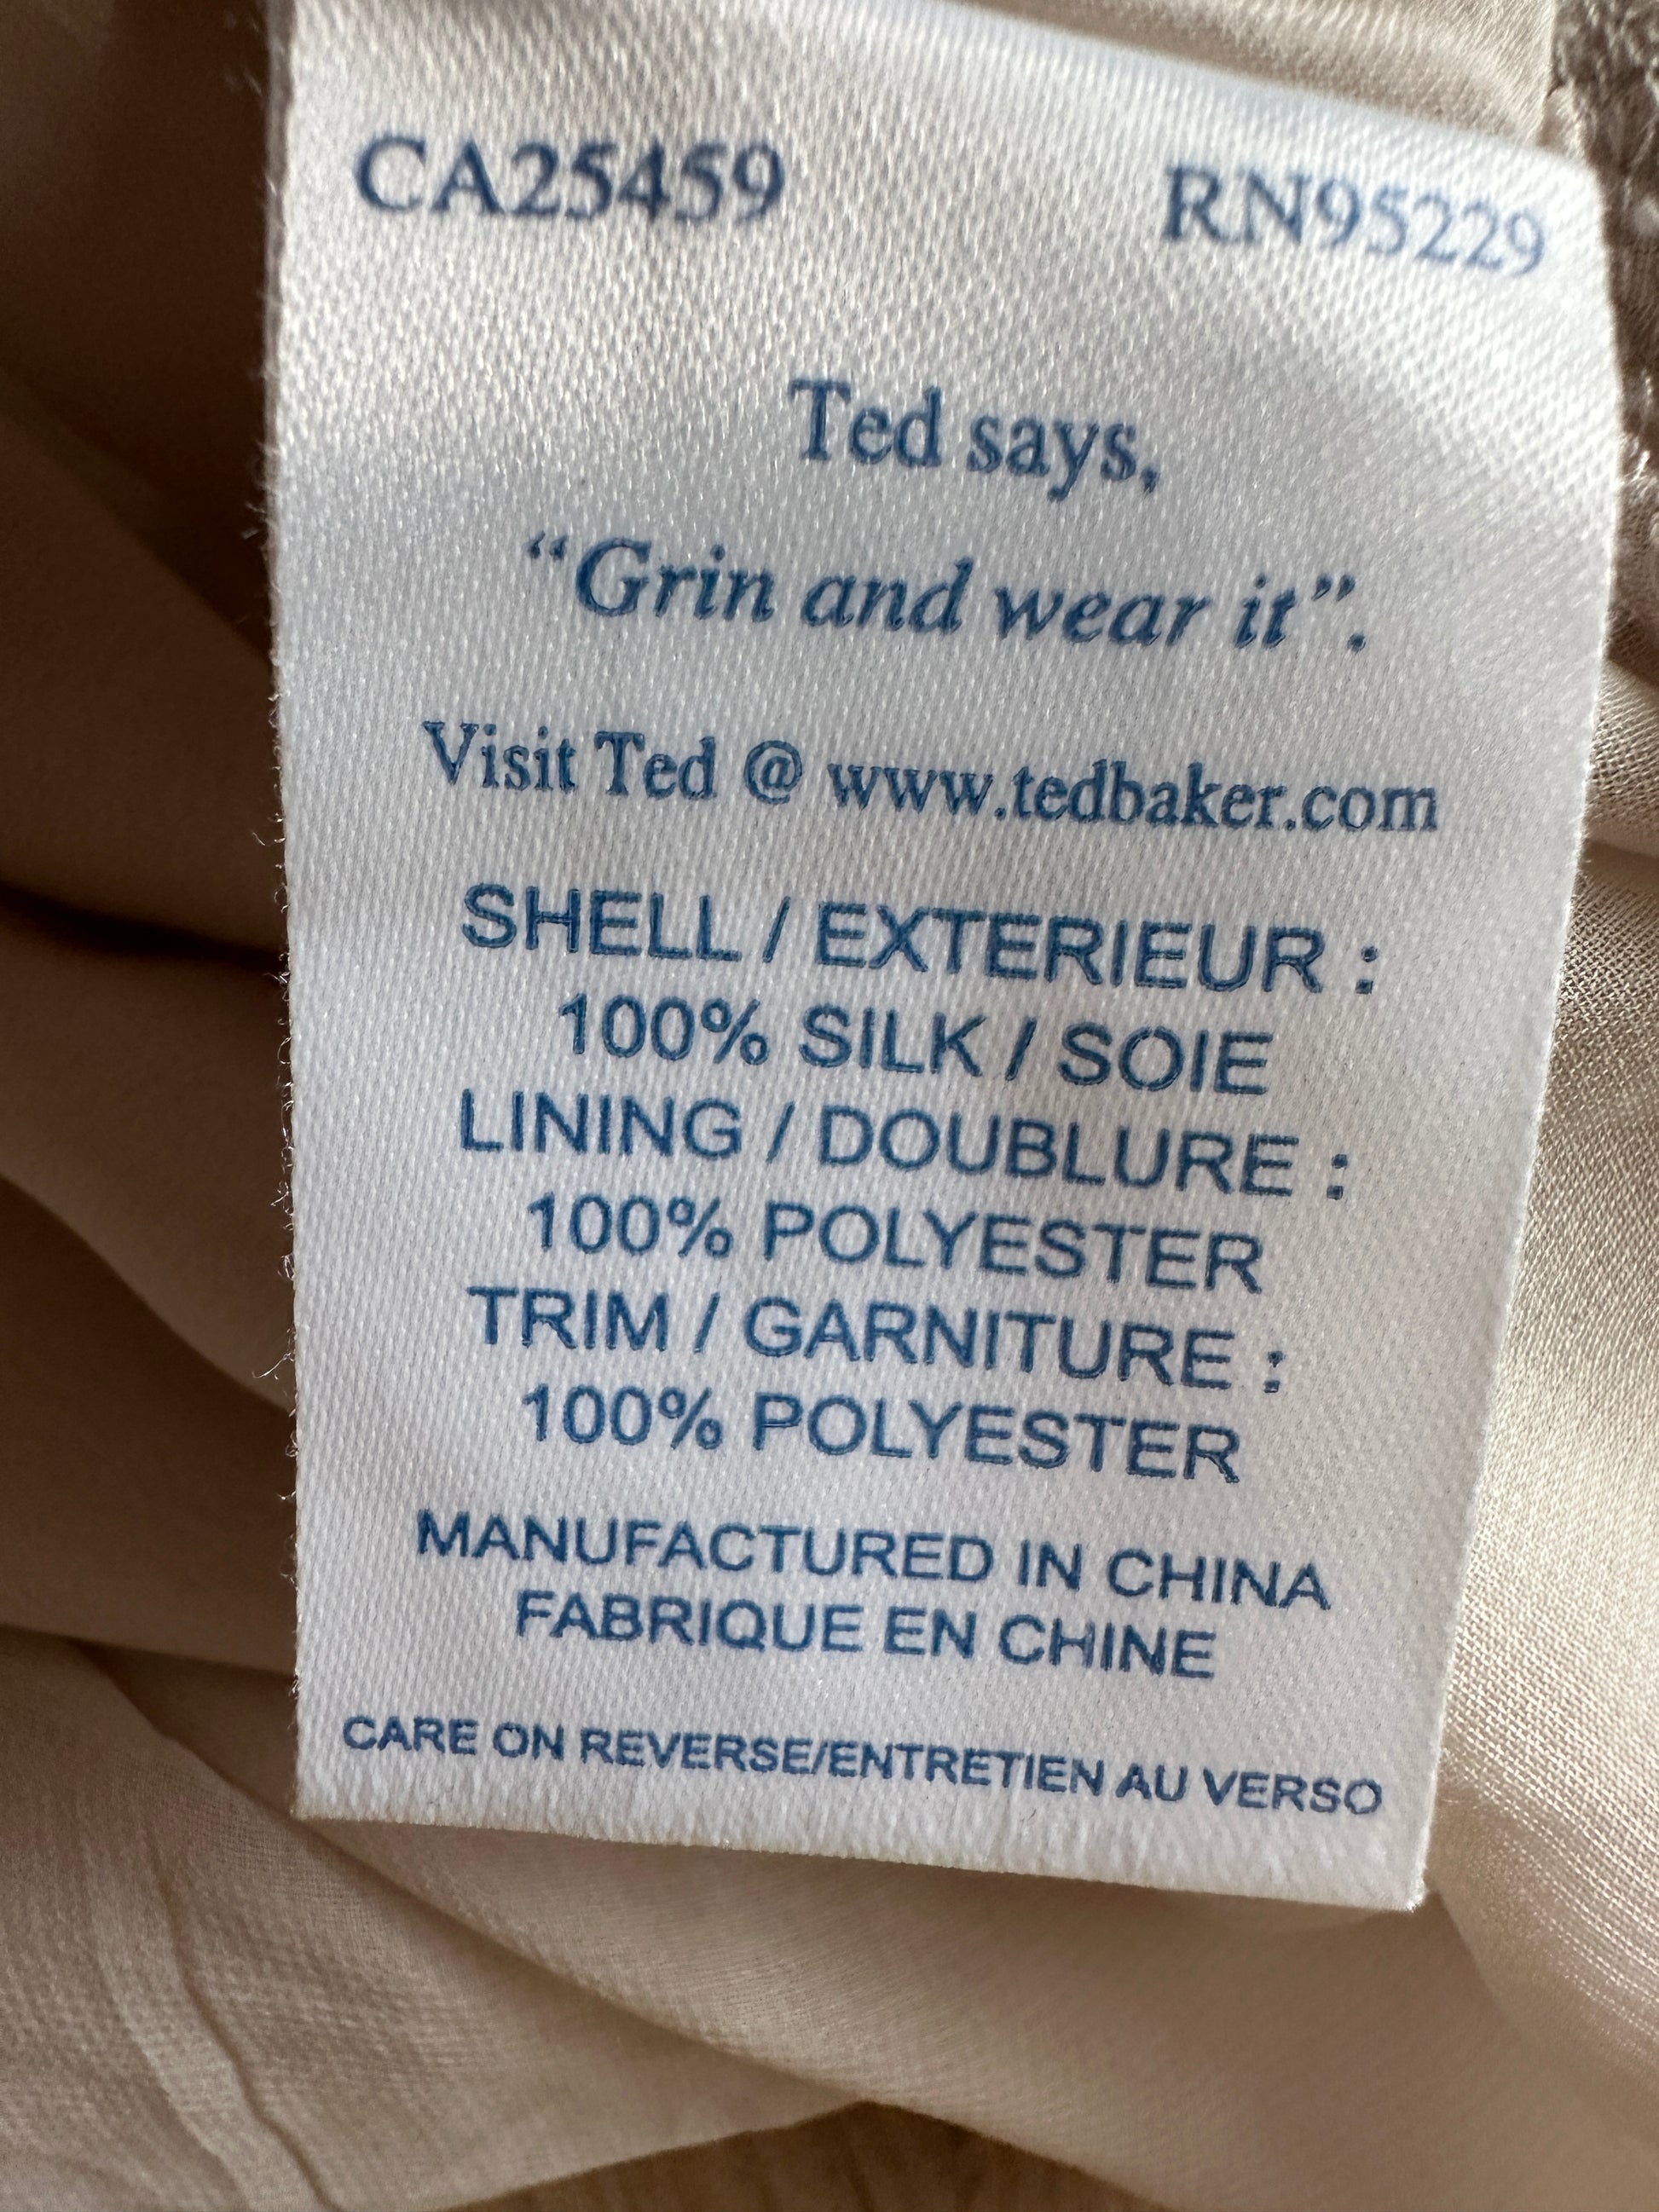 CA25459 RN95229
Ted says,
“Grin and wear it”.
Visit Ted @ www.tedbaker.com
SHELL / EXTERIEUR :
100% SILK / SOIE
LINING / DOUBLURE :
100% POLYESTER
TRIM / GARNITURE :
100% POLYESTER
MANUFACTURED IN CHINA
FABRIQUE EN CHINE
CARE ON REVERSE/ENTRETIEN AU VERSO